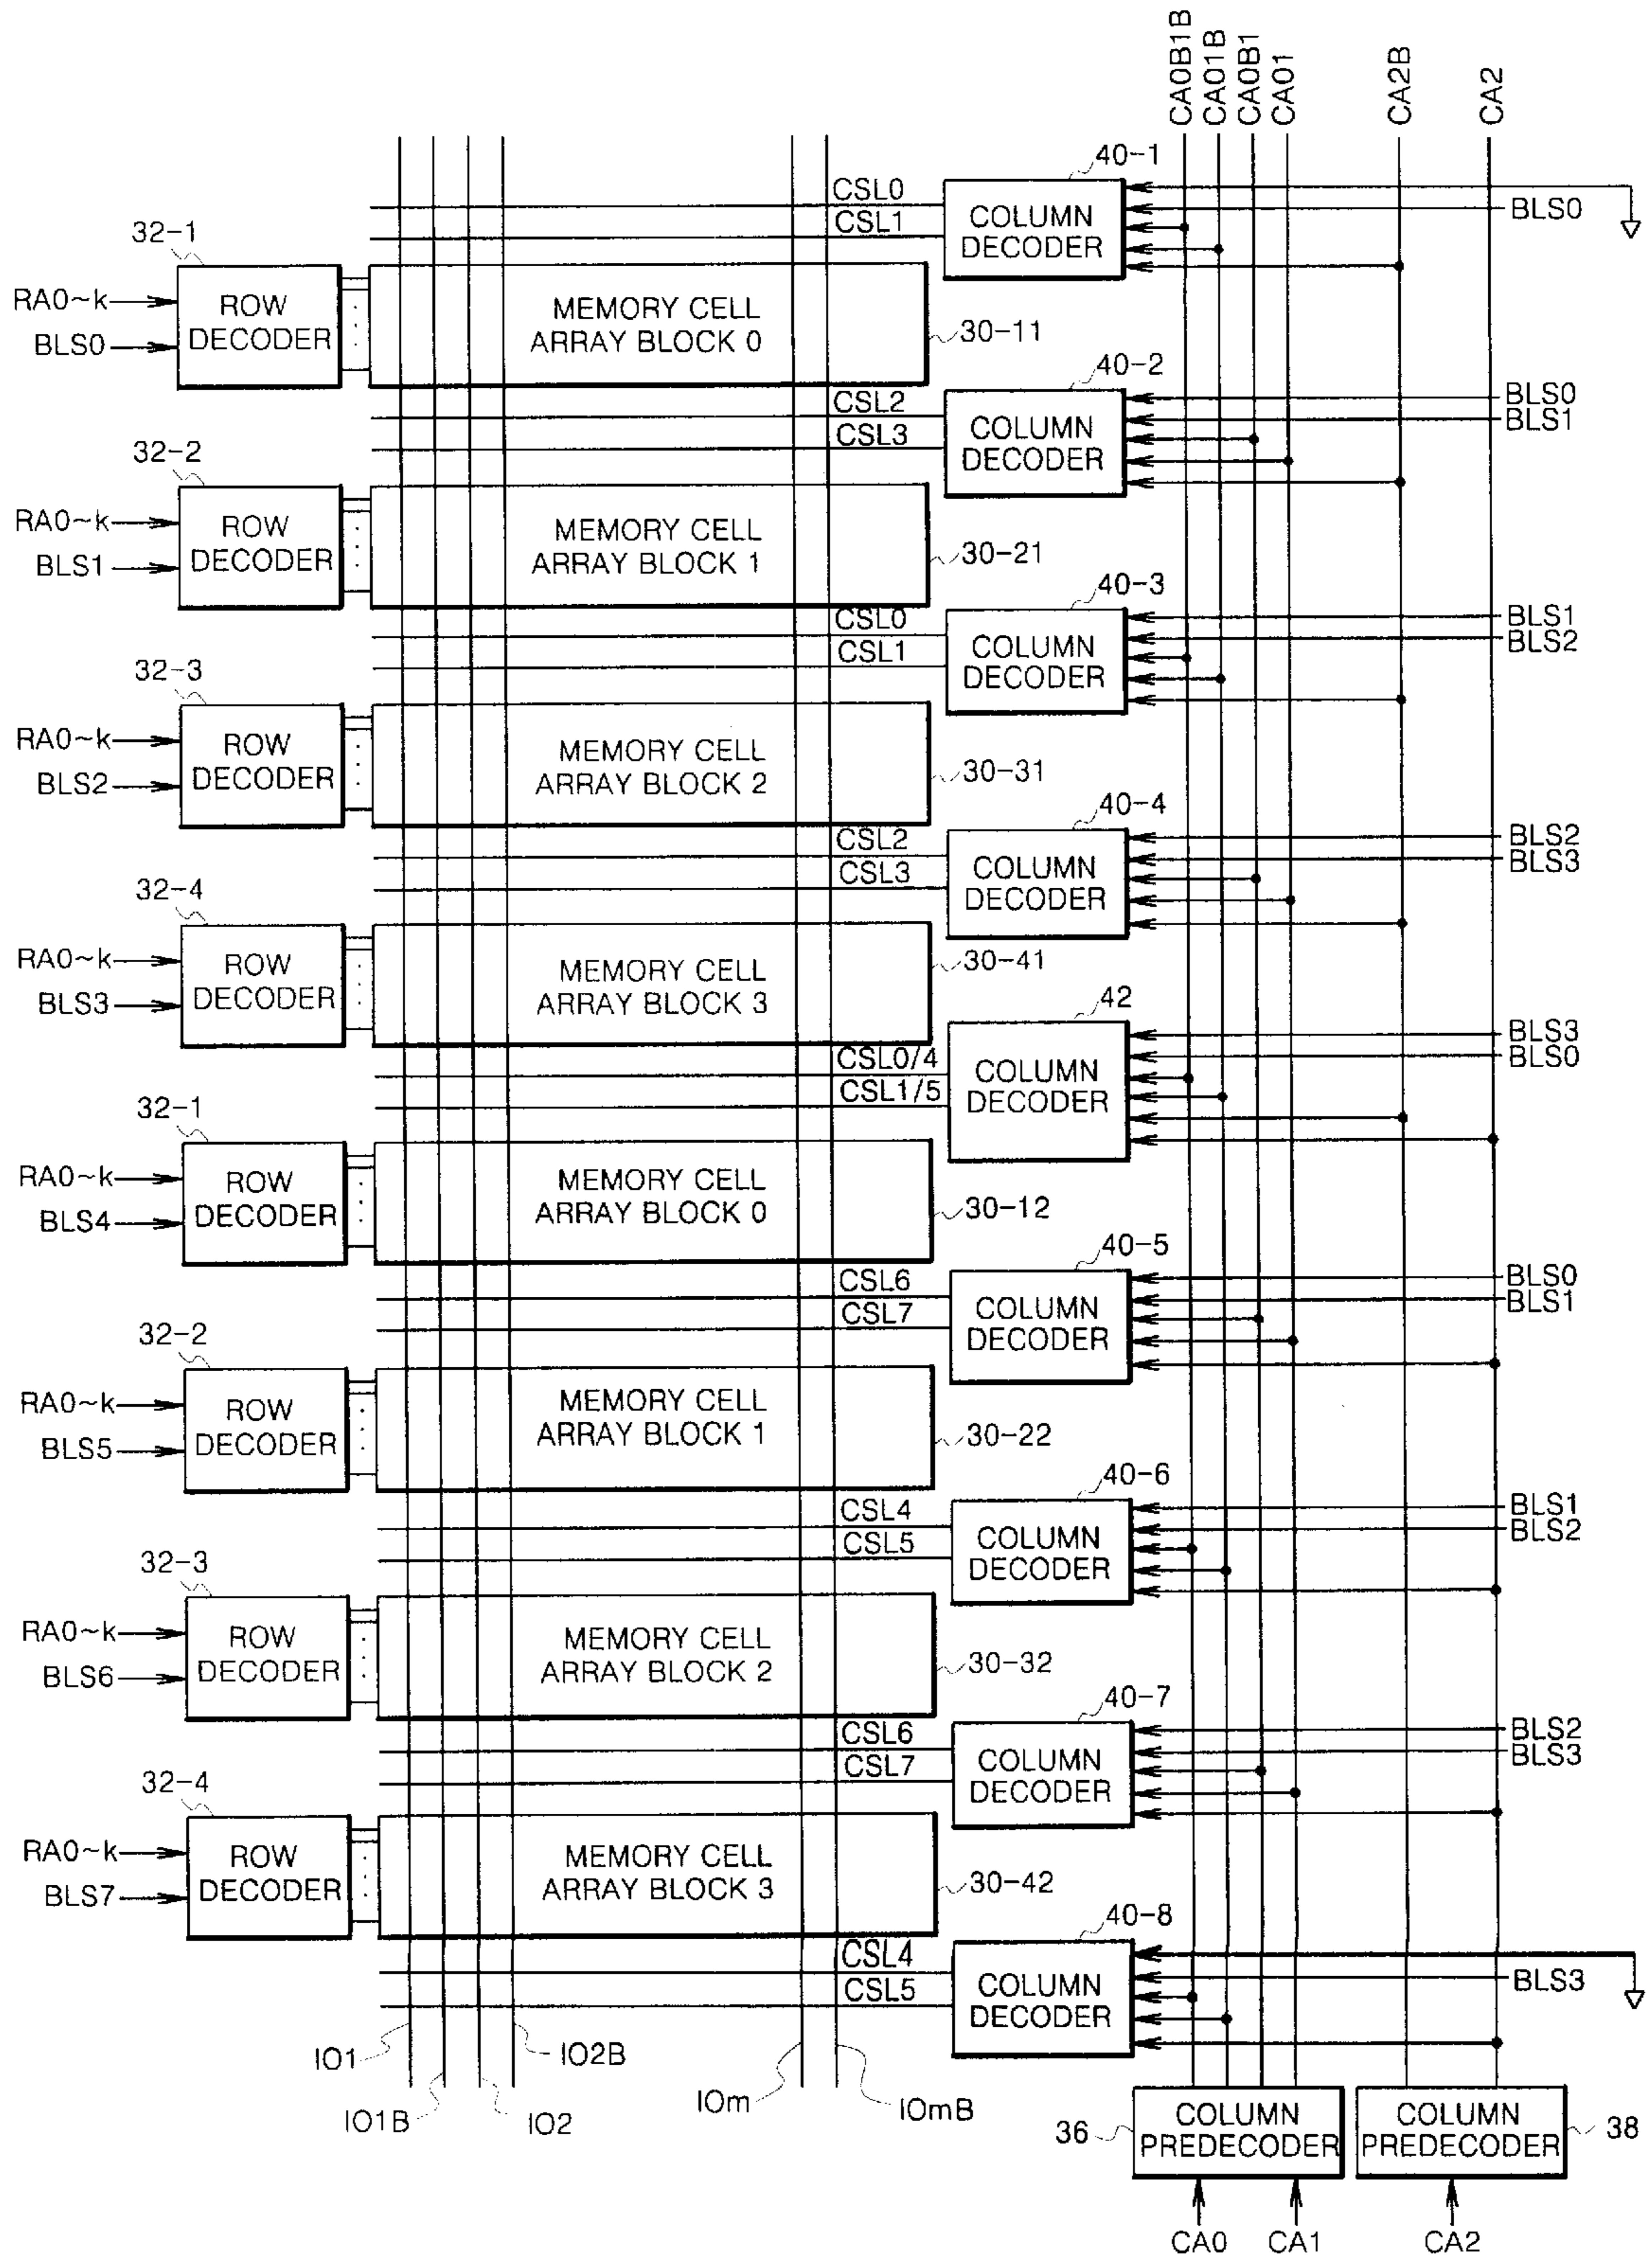 CA0B1B
CA01B
CA0B1
CA01
CA2B
CA2
40-1
CSL0
CSL1
COLUMN
DECODER
BLS0
32-1
RA0~k
BLS0
ROW
DECODER
MEMORY CELL
ARRAY BLOCK 0
30-11
40-2
CSL2
CSL3
COLUMN
DECODER
BLS0
BLS1
32-2
RA0~k
BLS1
ROW
DECODER
MEMORY CELL
ARRAY BLOCK 1
30-21
40-3
CSL0
CSL1
COLUMN
DECODER
BLS1
BLS2
32-3
RA0~k
BLS2
ROW
DECODER
MEMORY CELL
ARRAY BLOCK 2
30-31
40-4
CSL2
CSL3
COLUMN
DECODER
BLS2
BLS3
32-4
RA0~k
BLS3
ROW
DECODER
MEMORY CELL
ARRAY BLOCK 3
30-41
42
CSL0/4
CSL1/5
COLUMN
DECODER
BLS3
BLS0
32-1
RA0~k
BLS4
ROW
DECODER
MEMORY CELL
ARRAY BLOCK 0
30-12
40-5
CSL6
CSL7
COLUMN
DECODER
BLS0
BLS1
32-2
RA0~k
BLS5
ROW
DECODER
MEMORY CELL
ARRAY BLOCK 1
30-22
40-6
CSL4
CSL5
COLUMN
DECODER
BLS1
BLS2
32-3
RA0~k
BLS6
ROW
DECODER
MEMORY CELL
ARRAY BLOCK 2
30-32
40-7
CSL6
CSL7
COLUMN
DECODER
BLS2
BLS3
32-4
RA0~k
BLS7
ROW
DECODER
MEMORY CELL
ARRAY BLOCK 3
30-42
40-8
CSL4
CSL5
COLUMN
DECODER
BLS3
IO1
IO1B
IO2
IO2B
IOm
IOmB
36
COLUMN
PREDECODER
COLUMN
PREDECODER
38
CA0
CA1
CA2